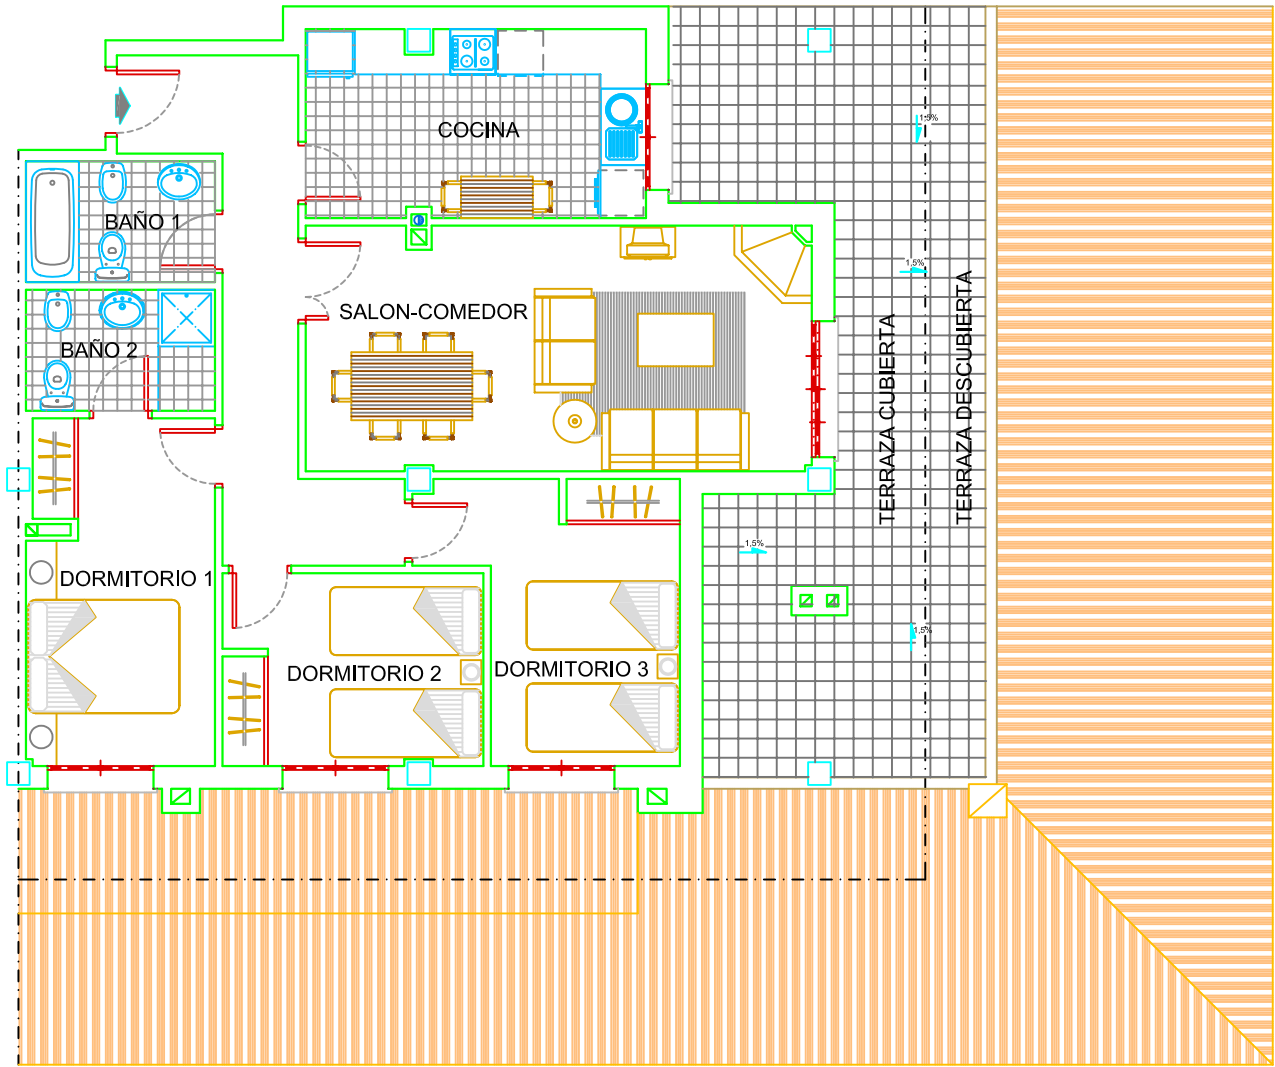 COCINA
1,5%
BAÑO 1
1,5%
SALON-COMEDOR
BAÑO 2
TERRAZA CUBIERTA
TERRAZA DESCUBIERTA
1,5%
DORMITORIO 1
1,5%
DORMITORIO 2
DORMITORIO 3